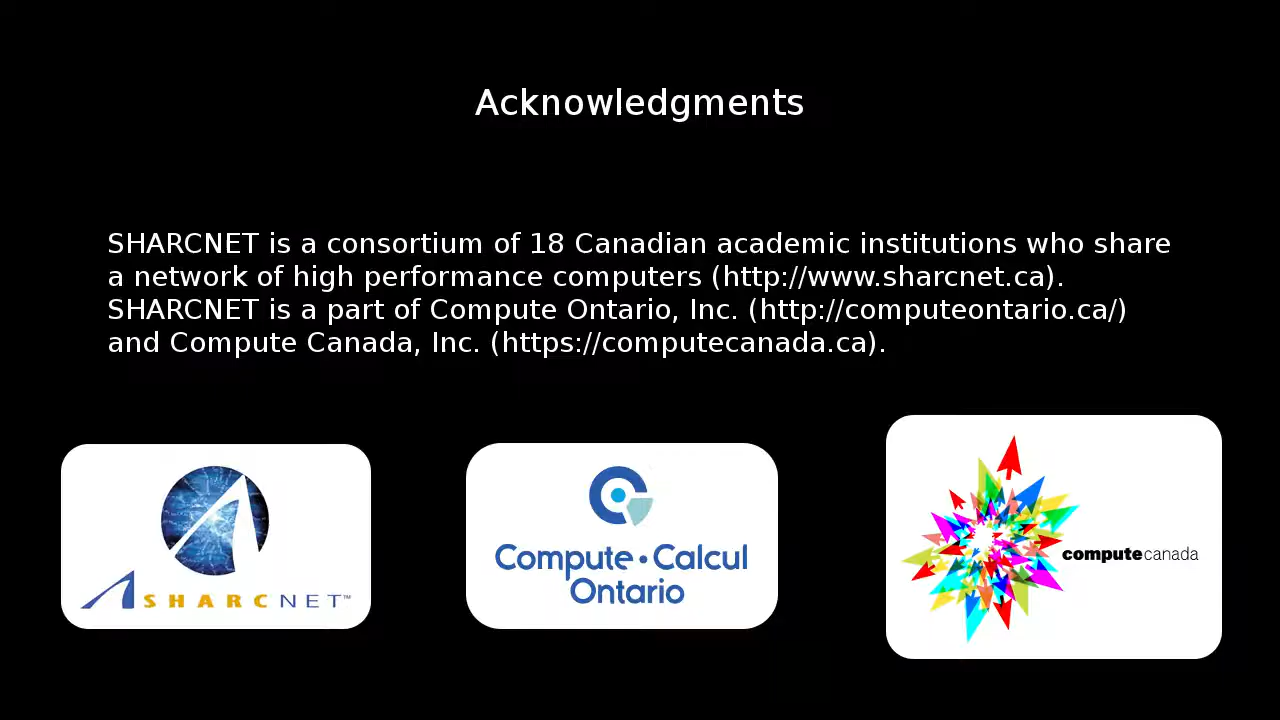 Acknowledgments
SHARCNET is a consortium of 18 Canadian academic institutions who share
a network of high performance computers (http://www.sharcnet.ca).
SHARCNET is a part of Compute Ontario, Inc. (http://computeontario.ca/)
and Compute Canada, Inc. (https://computecanada.ca).
SHARCNET™
Compute • Calcul
Ontario
computecanada